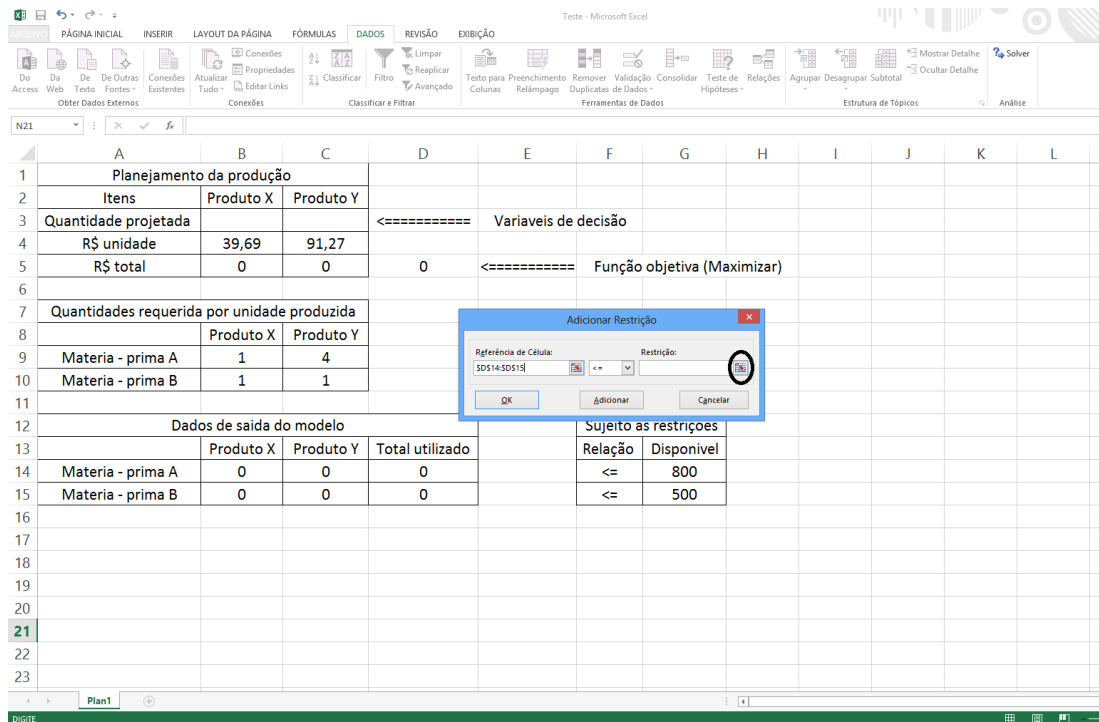 Teste - Microsoft Excel
ARQUIVO PÁGINA INICIAL INSERIR LAYOUT DA PÁGINA FÓRMULAS DADOS REVISÃO EXIBIÇÃO
Do Access
Da Web
De Texto
De Outras Fontes
Conexões Existentes
Obter Dados Externos
Atualizar Tudo
Conexões
Propriedades
Editar Links
Conexões
Classificar
Filtro
Limpar
Reaplicar
Avançado
Classificar e Filtrar
Texto para Colunas
Preenchimento Relâmpago
Remover Duplicatas
Validação de Dados
Consolidar
Teste de Hipóteses
Relações
Ferramentas de Dados
Agrupar
Desagrupar
Subtotal
Mostrar Detalhe
Ocultar Detalhe
Estrutura de Tópicos
Solver
Análise
N21 fx
A B C D E F G H I J K L
1 Planejamento da produção
2 Itens Produto X Produto Y
3 Quantidade projetada <=========== Variaveis de decisão
4 R$ unidade 39,69 91,27
5 R$ total 0 0 0 <=========== Função objetiva (Maximizar)
6
7 Quantidades requerida por unidade produzida
8 Produto X Produto Y
9 Materia - prima A 1 4
10 Materia - prima B 1 1
11
Adicionar Restrição
Referência de Célula: Restrição:
$D$14:$D$15 <=
OK Adicionar Cancelar
12 Dados de saida do modelo Sujeito as restrições
13 Produto X Produto Y Total utilizado Relação Disponivel
14 Materia - prima A 0 0 0 <= 800
15 Materia - prima B 0 0 0 <= 500
16
17
18
19
20
21
22
23
Plan1
DIGITE